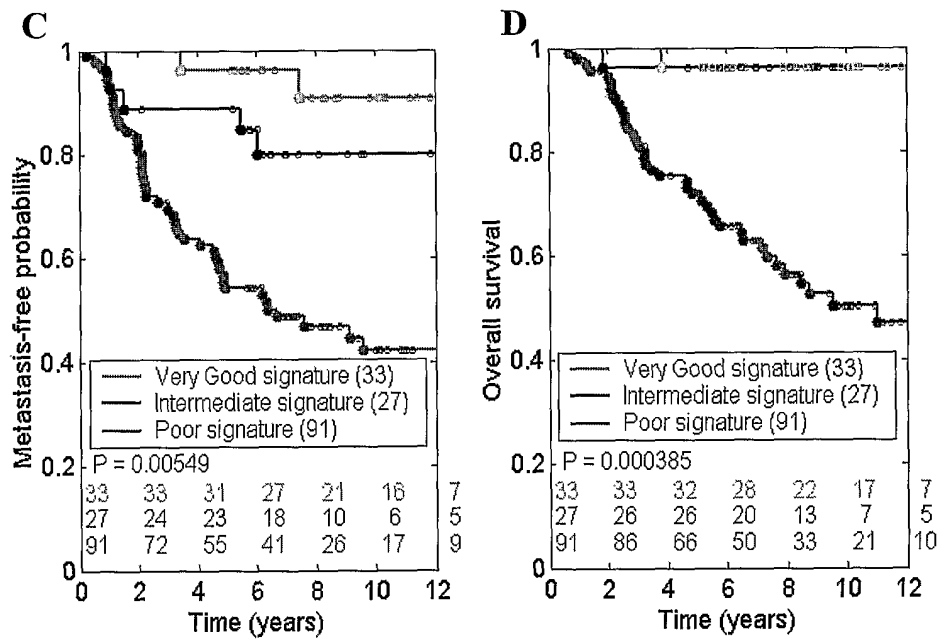 C
1
0.8
0.6
0.4
0.2
0
Metastasis-free probability
Very Good signature (33)
Intermediate signature (27)
Poor signature (91)
P = 0.00549
33 33 31 27 21 16 7
27 24 23 18 10 6 5
91 72 55 41 26 17 9
0 2 4 6 8 10 12
Time (years)
D
1
0.8
0.6
0.4
0.2
0
Overall survival
Very Good signature (33)
Intermediate signature (27)
Poor signature (91)
P = 0.000385
33 33 32 28 22 17 7
27 26 26 20 13 7 5
91 86 66 50 33 21 10
0 2 4 6 8 10 12
Time (years)